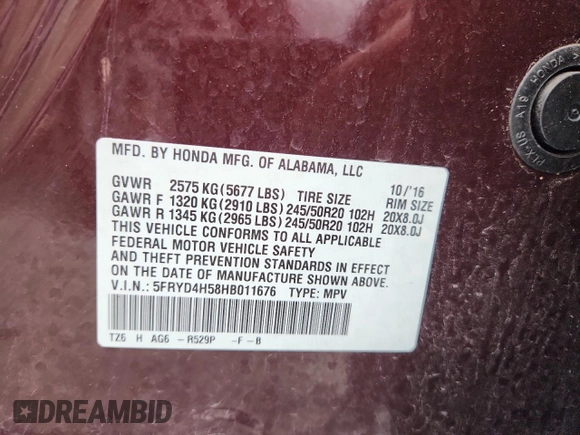 MFD. BY HONDA MFG. OF ALABAMA, LLC
10/'16
GVWR 2575 KG (5677 LBS) TIRE SIZE RIM SIZE
GAWR F 1320 KG (2910 LBS) 245/50R20 102H 20X8.0J
GAWR R 1345 KG (2965 LBS) 245/50R20 102H 20X8.0J
THIS VEHICLE CONFORMS TO ALL APPLICABLE
FEDERAL MOTOR VEHICLE SAFETY
AND THEFT PREVENTION STANDARDS IN EFFECT
ON THE DATE OF MANUFACTURE SHOWN ABOVE.
V.I.N.: 5FRYD4H58HB011676 TYPE: MPV
TZ6 H AG6 -R529P -F-B
A19 HONDA
DREAMBID